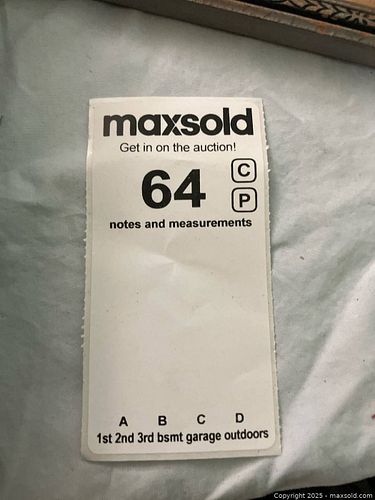 maxsold
Get in on the auction!
64
C
P
notes and measurements
A B C D
1st 2nd 3rd bsmt garage outdoors
Copyright 2025 - maxsold.com